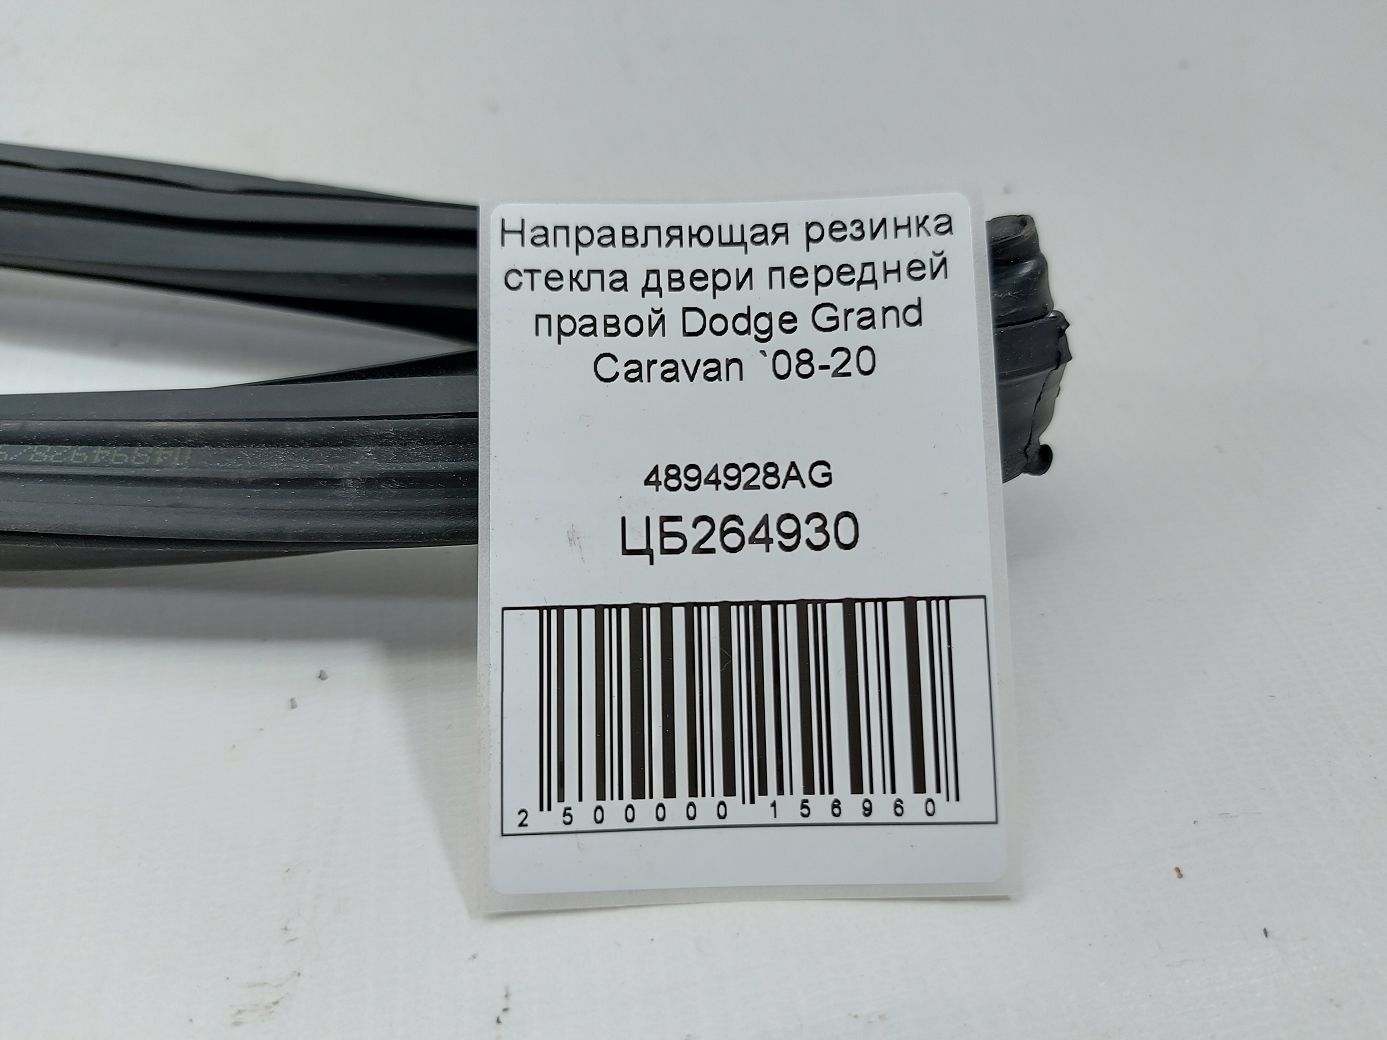 Направляющая резинка
стекла двери передней
правой Dodge Grand
Caravan `08-20
4894928AG
ЦБ264930
2 500000 156960